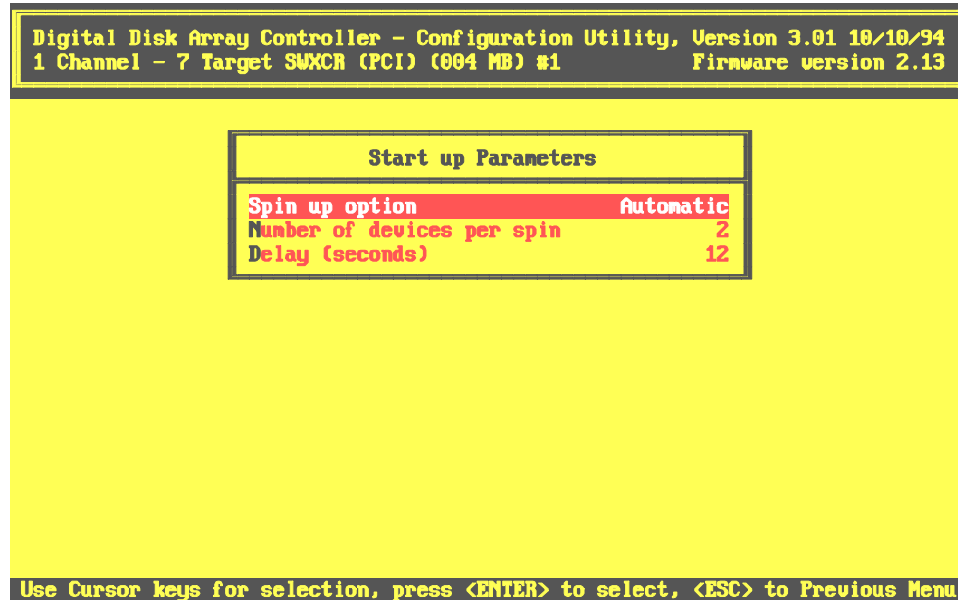 Digital Disk Array Controller - Configuration Utility, Version 3.01 10/10/94
1 Channel - 7 Target SWXCR (PCI) (004 MB) #1 Firmware version 2.13
Start up Parameters
Spin up option Automatic
Number of devices per spin 2
Delay (seconds) 12
Use Cursor keys for selection, press <ENTER> to select, <ESC> to Previous Menu